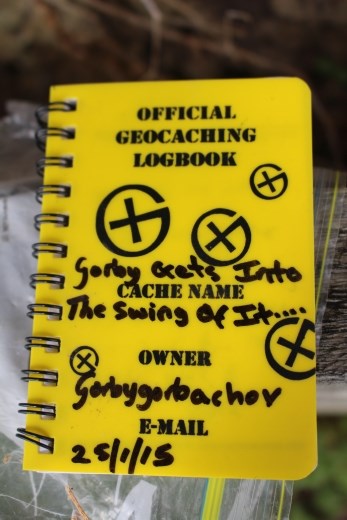 OFFICIAL
GEOCACHING
LOGBOOK
Gorby Gets Into
CACHE NAME
The Swing Of It....
OWNER
Gorbygorbachov
E-MAIL
25/1/15